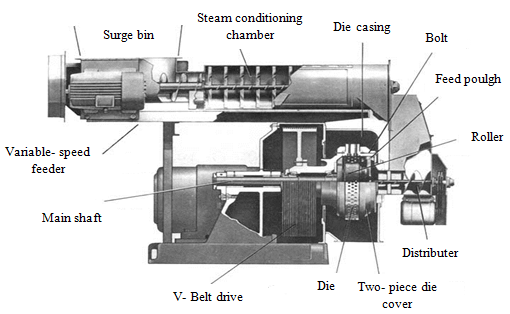 Surge bin
Steam conditioning
chamber
Die casing
Bolt
Feed poulgh
Roller
Variable- speed
feeder
Main shaft
Distributer
V- Belt drive
Die
Two- piece die
cover